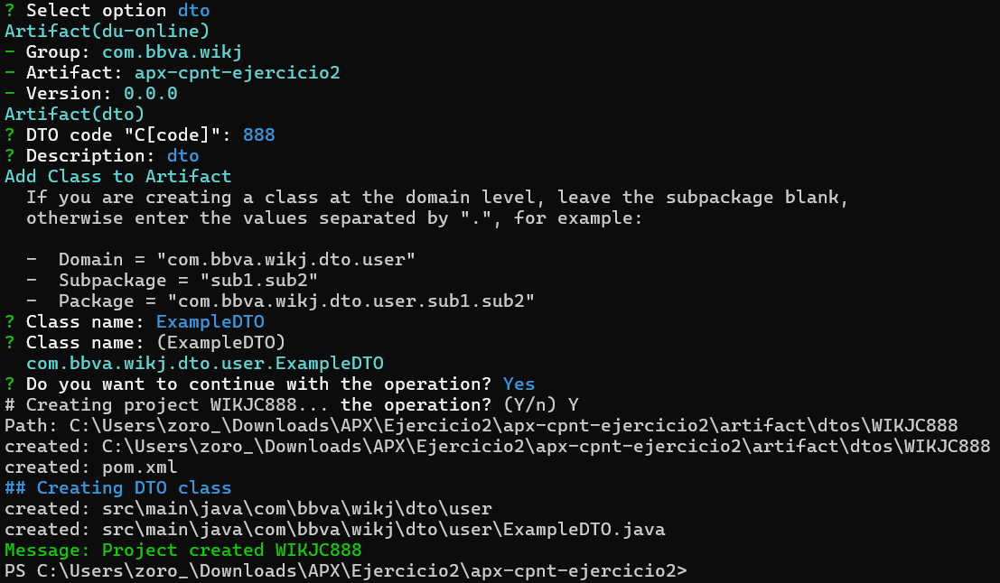 ? Select option dto
Artifact(du-online)
- Group: com.bbva.wikj
- Artifact: apx-cpnt-ejercicio2
- Version: 0.0.0
Artifact(dto)
? DTO code "C[code]": 888
? Description: dto
Add Class to Artifact
  If you are creating a class at the domain level, leave the subpackage blank,
  otherwise enter the values separated by ".", for example:

  -  Domain = "com.bbva.wikj.dto.user"
  -  Subpackage = "sub1.sub2"
  -  Package = "com.bbva.wikj.dto.user.sub1.sub2"
? Class name: ExampleDTO
? Class name: (ExampleDTO)
  com.bbva.wikj.dto.user.ExampleDTO
? Do you want to continue with the operation? Yes
# Creating project WIKJC888... the operation? (Y/n) Y
Path: C:\Users\zoro_\Downloads\APX\Ejercicio2\apx-cpnt-ejercicio2\artifact\dtos\WIKJC888
created: C:\Users\zoro_\Downloads\APX\Ejercicio2\apx-cpnt-ejercicio2\artifact\dtos\WIKJC888
created: pom.xml
## Creating DTO class
created: src\main\java\com\bbva\wikj\dto\user
created: src\main\java\com\bbva\wikj\dto\user\ExampleDTO.java
Message: Project created WIKJC888
PS C:\Users\zoro_\Downloads\APX\Ejercicio2\apx-cpnt-ejercicio2>